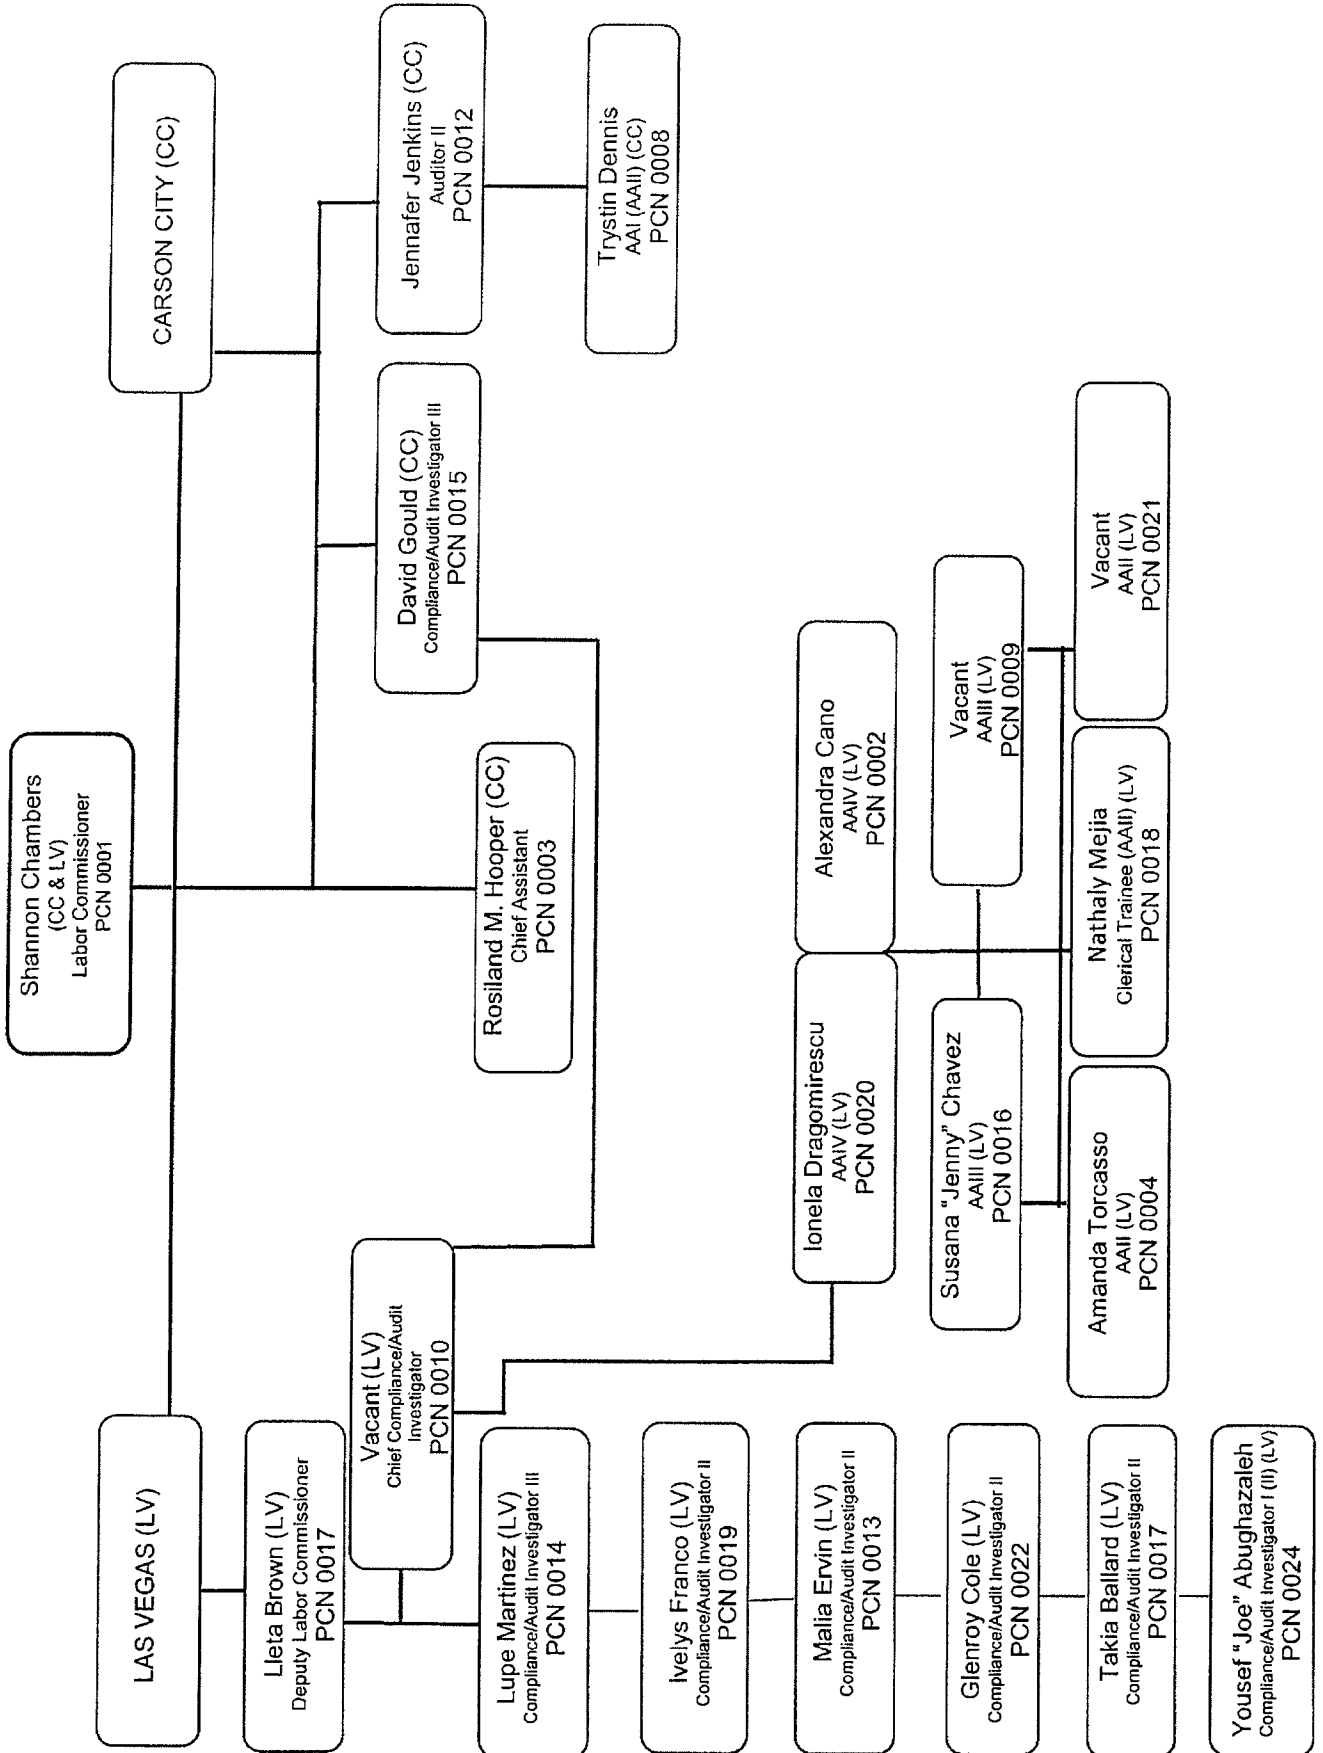 Shannon Chambers
(CC & LV)
Labor Commissioner
PCN 0001
LAS VEGAS (LV)
CARSON CITY (CC)
Lleta Brown (LV)
Deputy Labor Commissioner
PCN 0017
Vacant (LV)
Chief Compliance/Audit
Investigator
PCN 0010
David Gould (CC)
Compliance/Audit Investigator III
PCN 0015
Jennafer Jenkins (CC)
Auditor II
PCN 0012
Lupe Martinez (LV)
Compliance/Audit Investigator III
PCN 0014
Rosiland M. Hooper (CC)
Chief Assistant
PCN 0003
Trystin Dennis
AAI (AAII) (CC)
PCN 0008
Ivelys Franco (LV)
Compliance/Audit Investigator II
PCN 0019
Malia Ervin (LV)
Compliance/Audit Investigator II
PCN 0013
Ionela Dragomirescu
AAIV (LV)
PCN 0020
Alexandra Cano
AAIV (LV)
PCN 0002
Glenroy Cole (LV)
Compliance/Audit Investigator II
PCN 0022
Susana "Jenny" Chavez
AAIII (LV)
PCN 0016
Vacant
AAIII (LV)
PCN 0009
Takia Ballard (LV)
Compliance/Audit Investigator II
PCN 0017
Amanda Torcasso
AAII (LV)
PCN 0004
Nathaly Mejia
Clerical Trainee (AAII) (LV)
PCN 0018
Vacant
AAII (LV)
PCN 0021
Yousef "Joe" Abughazaleh
Compliance/Audit Investigator I (II) (LV)
PCN 0024